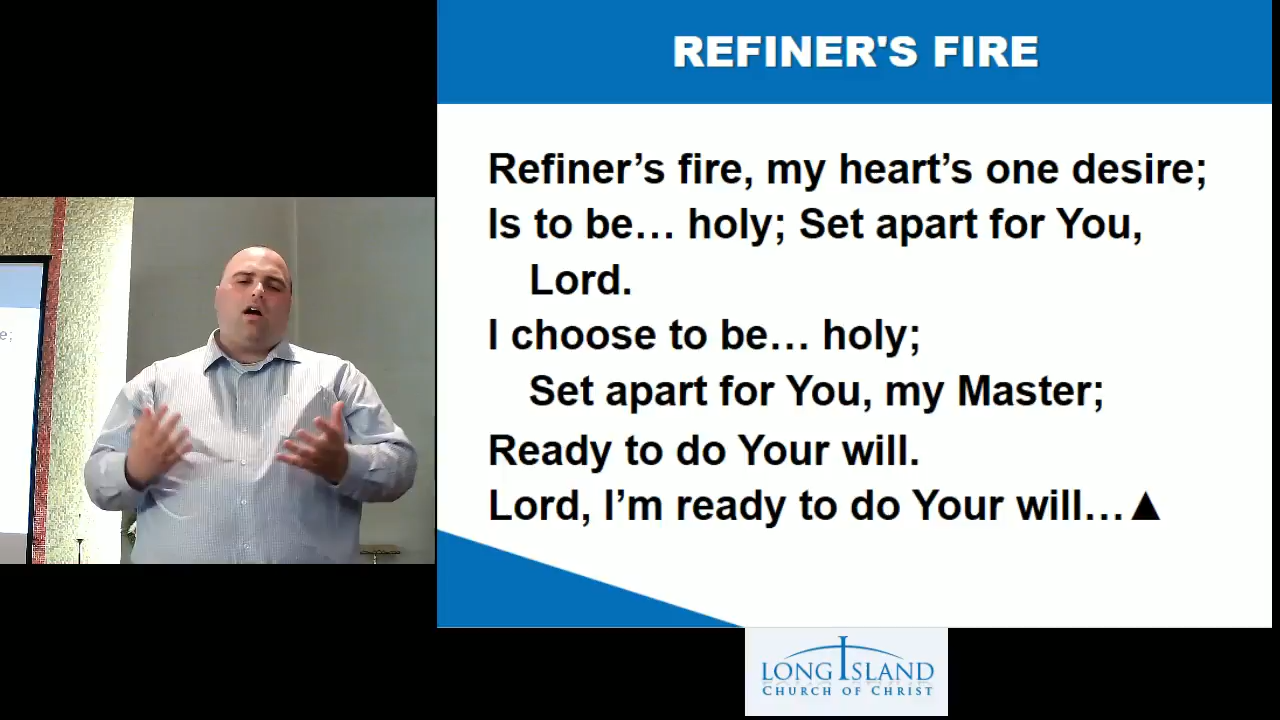 REFINER'S FIRE
Refiner’s fire, my heart’s one desire;
Is to be… holy; Set apart for You,
Lord.
I choose to be… holy;
Set apart for You, my Master;
Ready to do Your will.
Lord, I’m ready to do Your will…▲
e;
LONG ISLAND
CHURCH OF CHRIST